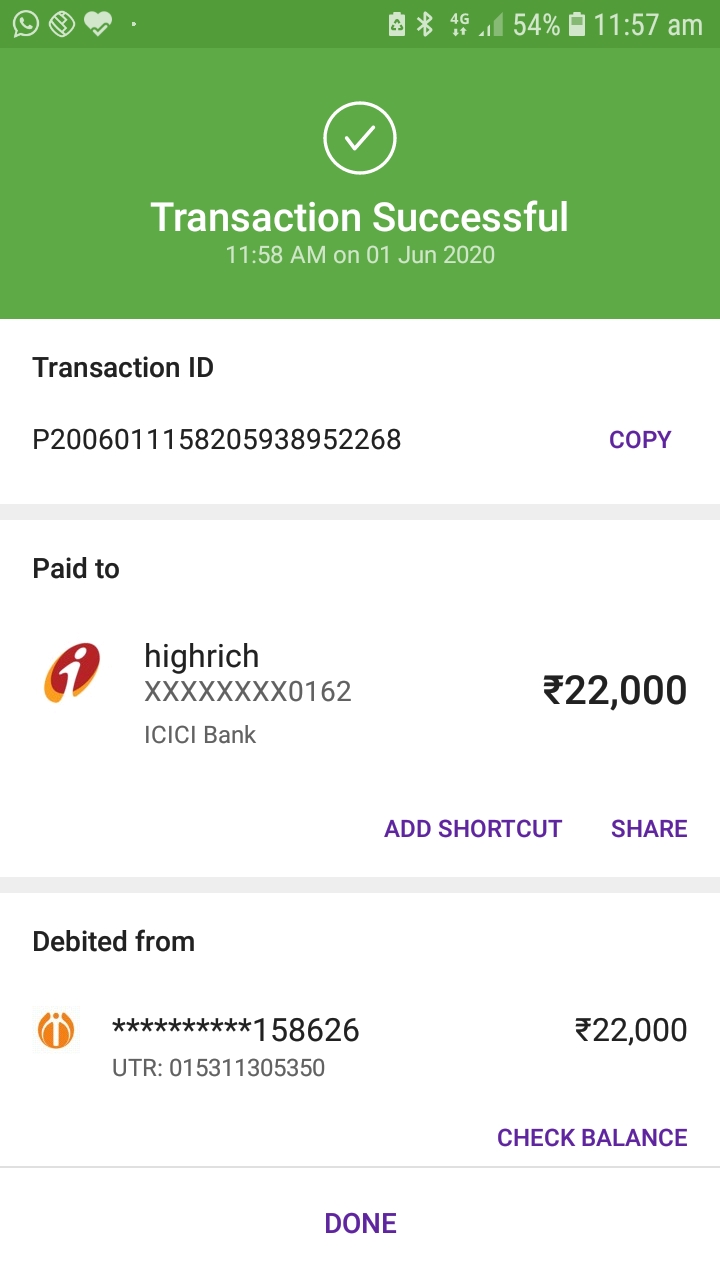 4G 54% 11:57 am
Transaction Successful
11:58 AM on 01 Jun 2020
Transaction ID
P2006011158205938952268 COPY
Paid to
highrich
XXXXXXXX0162
₹22,000
ICICI Bank
ADD SHORTCUT SHARE
Debited from
**********158626 ₹22,000
UTR: 015311305350
CHECK BALANCE
DONE